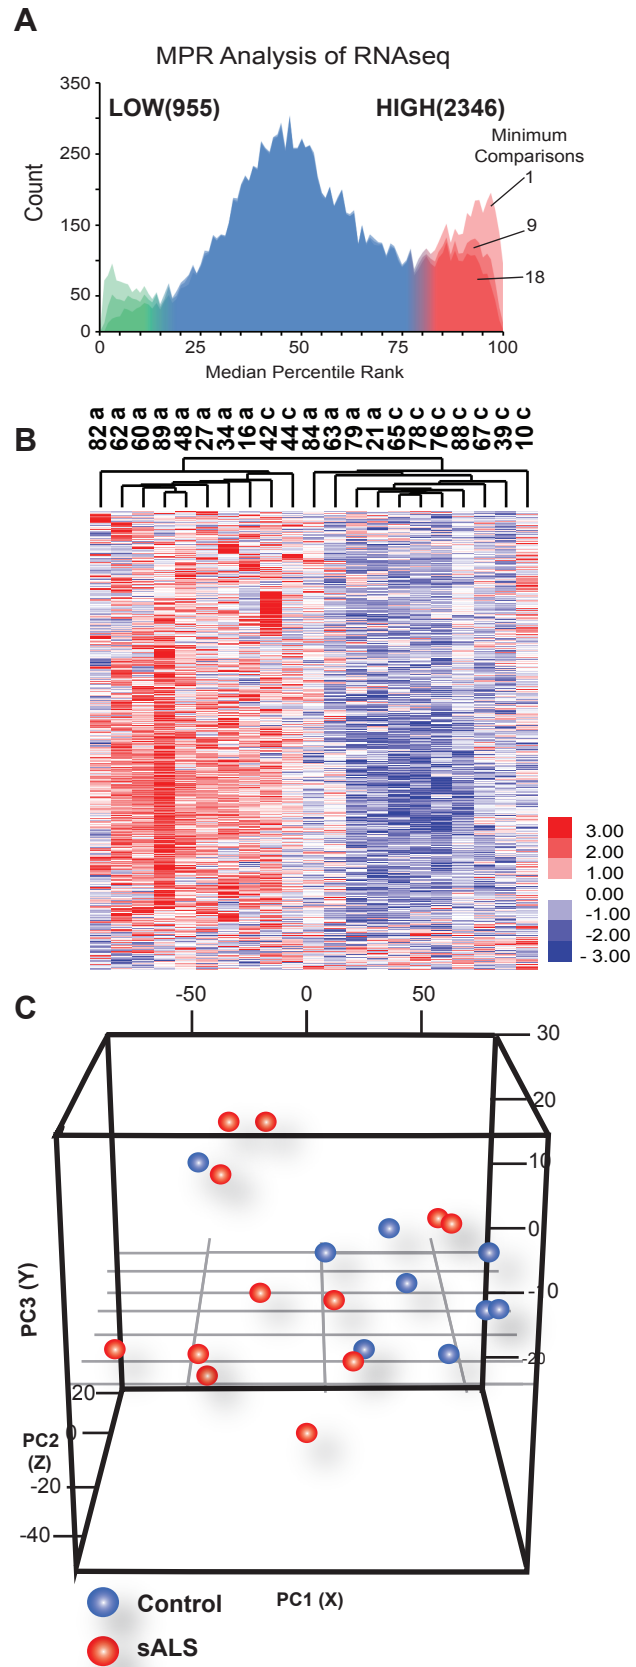 A
MPR Analysis of RNAseq
350
LOW(955)
HIGH(2346)
Minimum
Comparisons
250
1
Count
150
9
50
18
0
0
25
50
75
100
Median Percentile Rank
B
82 a
62 a
60 a
89 a
48 a
27 a
34 a
16 a
42 c
44 c
84 a
63 a
79 a
21 a
65 c
78 c
76 c
88 c
67 c
39 c
10 c
3.00
2.00
1.00
0.00
-1.00
-2.00
- 3.00
C
-50
0
50
30
20
10
0
-10
-20
PC3 (Y)
20
0
PC2
(Z)
-20
-40
PC1 (X)
Control
sALS